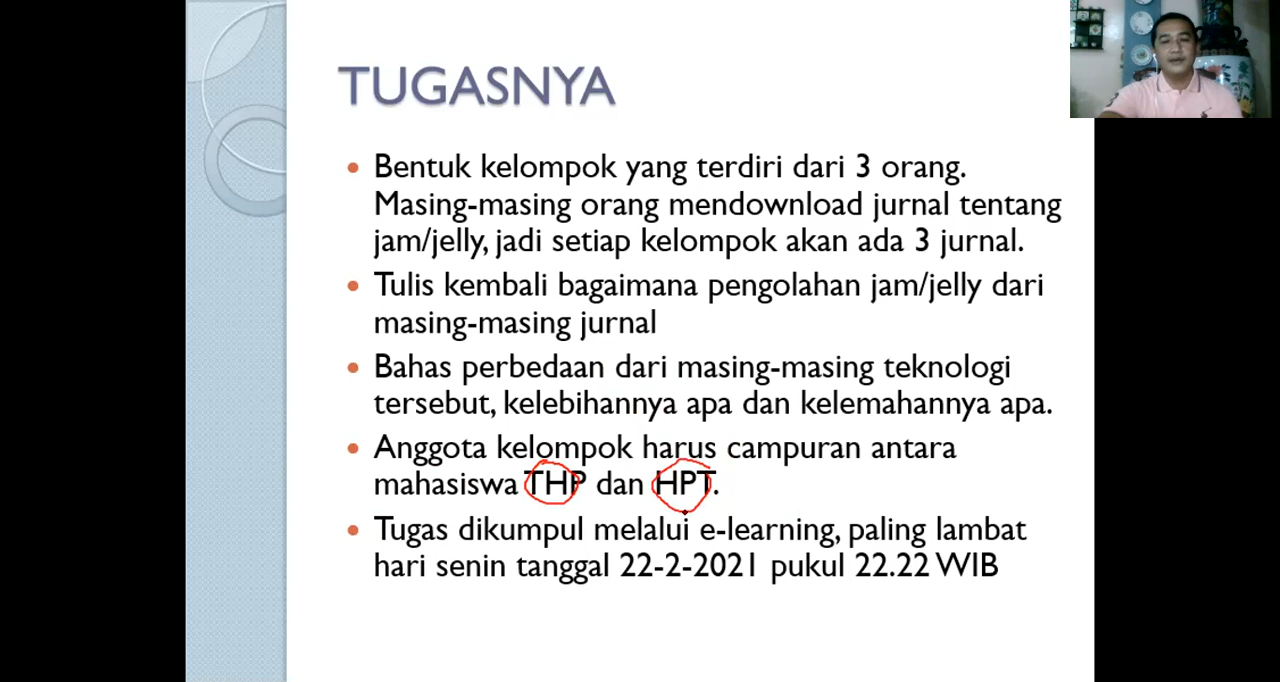 TUGASNYA
Bentuk kelompok yang terdiri dari 3 orang.
Masing-masing orang mendownload jurnal tentang
jam/jelly, jadi setiap kelompok akan ada 3 jurnal.
Tulis kembali bagaimana pengolahan jam/jelly dari
masing-masing jurnal
Bahas perbedaan dari masing-masing teknologi
tersebut, kelebihannya apa dan kelemahannya apa.
Anggota kelompok harus campuran antara
mahasiswa THP dan HPT.
Tugas dikumpul melalui e-learning, paling lambat
hari senin tanggal 22-2-2021 pukul 22.22 WIB